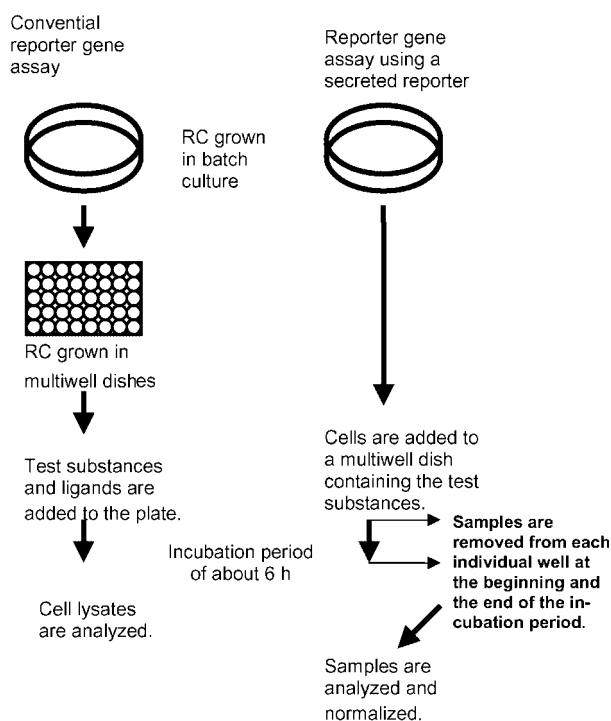 Convential
reporter gene
assay
Reporter gene
assay using a
secreted reporter
RC grown
in batch
culture
RC grown in
multiwell dishes
Test substances
and ligands are
added to the plate.
Cells are added to
a multiwell dish
containing the test
substances.
Incubation period
of about 6 h
Samples are
removed from each
individual well at
the beginning and
the end of the in-
cubation period.
Cell lysates
are analyzed.
Samples are
analyzed and
normalized.